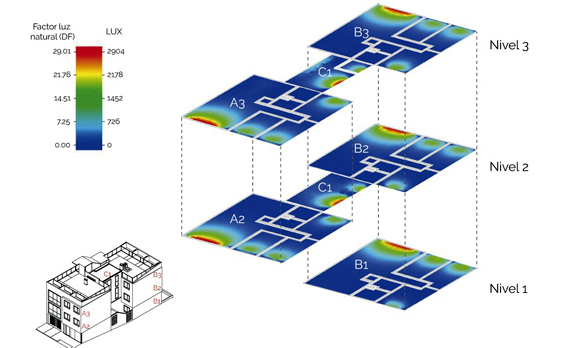 Factor luz
natural (DF)
LUX
29.01
2904
21.76
2178
14.51
1452
7.25
726
0.00
0
B3
Nivel 3
C1
A3
B2
Nivel 2
C1
A2
B1
Nivel 1
C1
B3
B2
B1
A3
A2